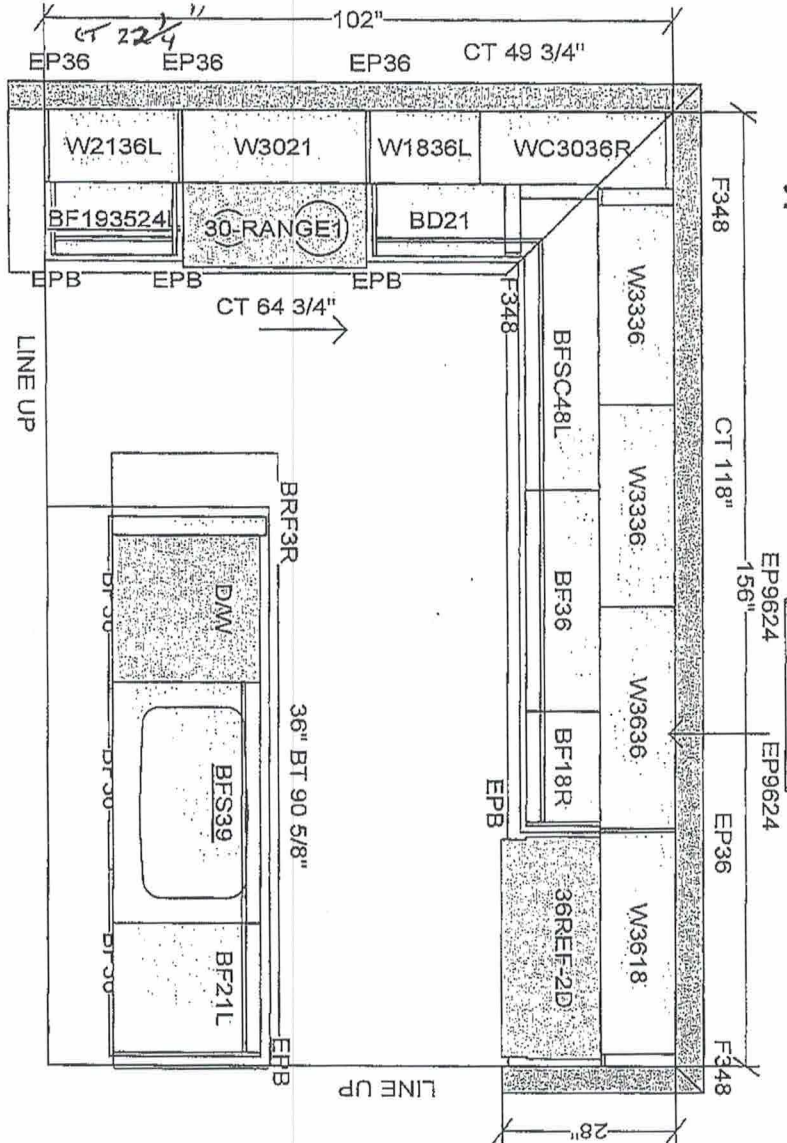 102"
CT 22 1/4"
CT 49 3/4"
EP36
EP36
EP36
W2136L
W3021
W1836L
WC3036R
BF193524L
30-RANGE1
BD21
EPB
EPB
EPB
CT 64 3/4"
F348
F348
LINE UP
W3336
BFSC48L
CT 118"
W3336
156"
EP9624
EP9624
BF36
W3636
BF18R
EPB
EP36
36REF-2D
W3618
F348
28"
BRF3R
D/W
36" BT 90 5/8"
BFS39
BF21L
EPB
LINE UP